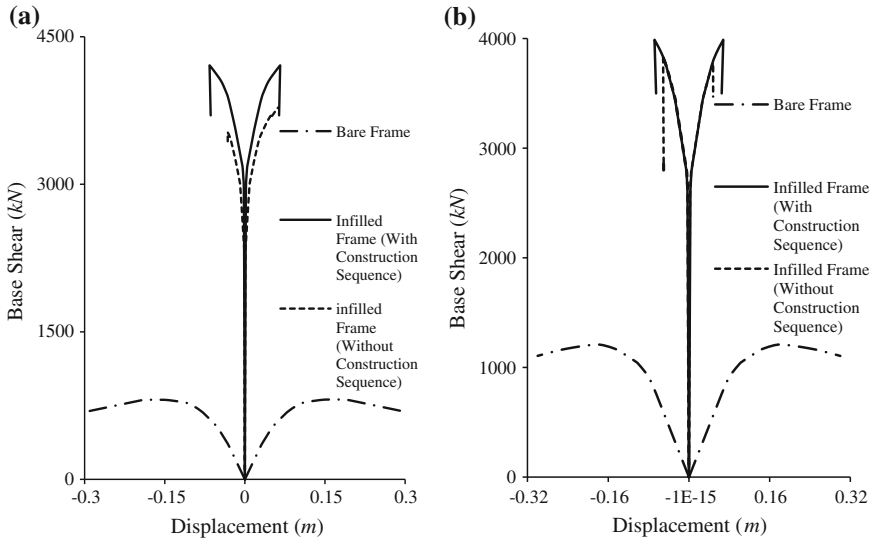 (a)
4500
3000
1500
0
Base Shear (kN)
-0.3
-0.15
0
0.15
0.3
Displacement (m)
Bare Frame
Infilled
Frame (With
Construction
Sequence)
infilled
Frame
(Without
Construction
Sequence)
(b)
4000
3000
2000
1000
0
Base Shear (kN)
-0.32
-0.16
-1E-15
0.16
0.32
Displacement (m)
Bare Frame
Infilled Frame
(With
Construction
Sequence)
Infilled Frame
(Without
Construction
Sequence)